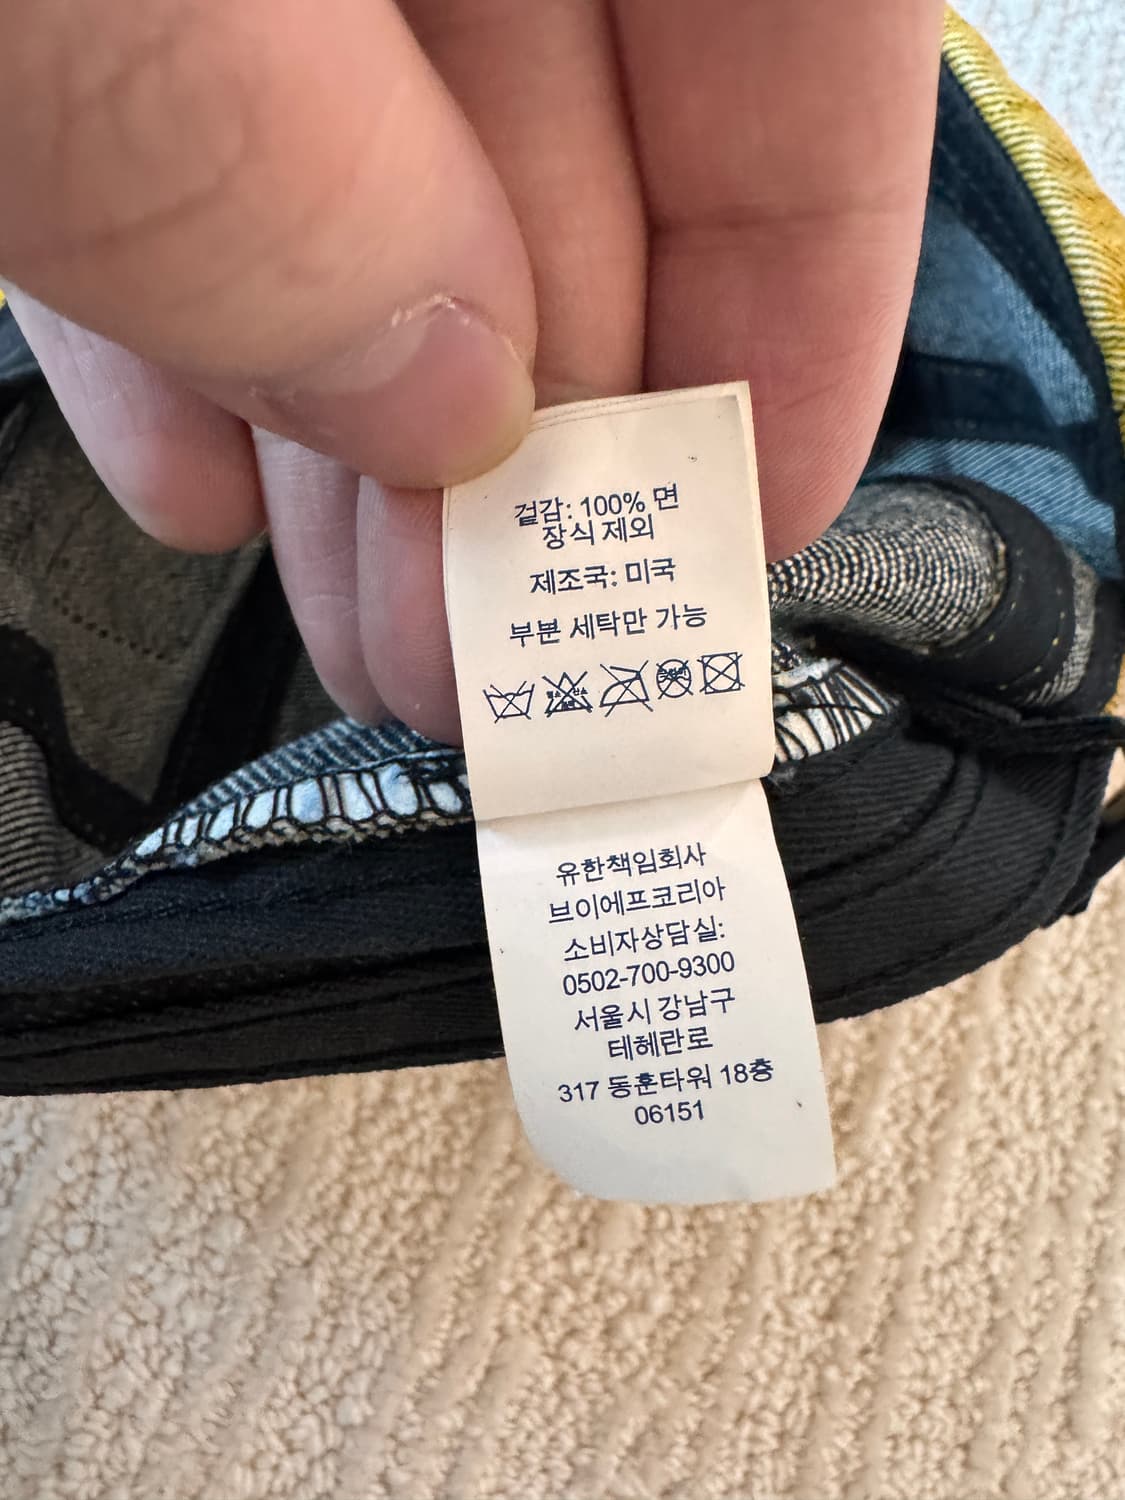 겉감: 100% 면
장식 제외
제조국: 미국
부분 세탁만 가능
유한책임회사
브이에프코리아
소비자상담실:
0502-700-9300
서울시 강남구
테헤란로
317 동훈타워 18층
06151